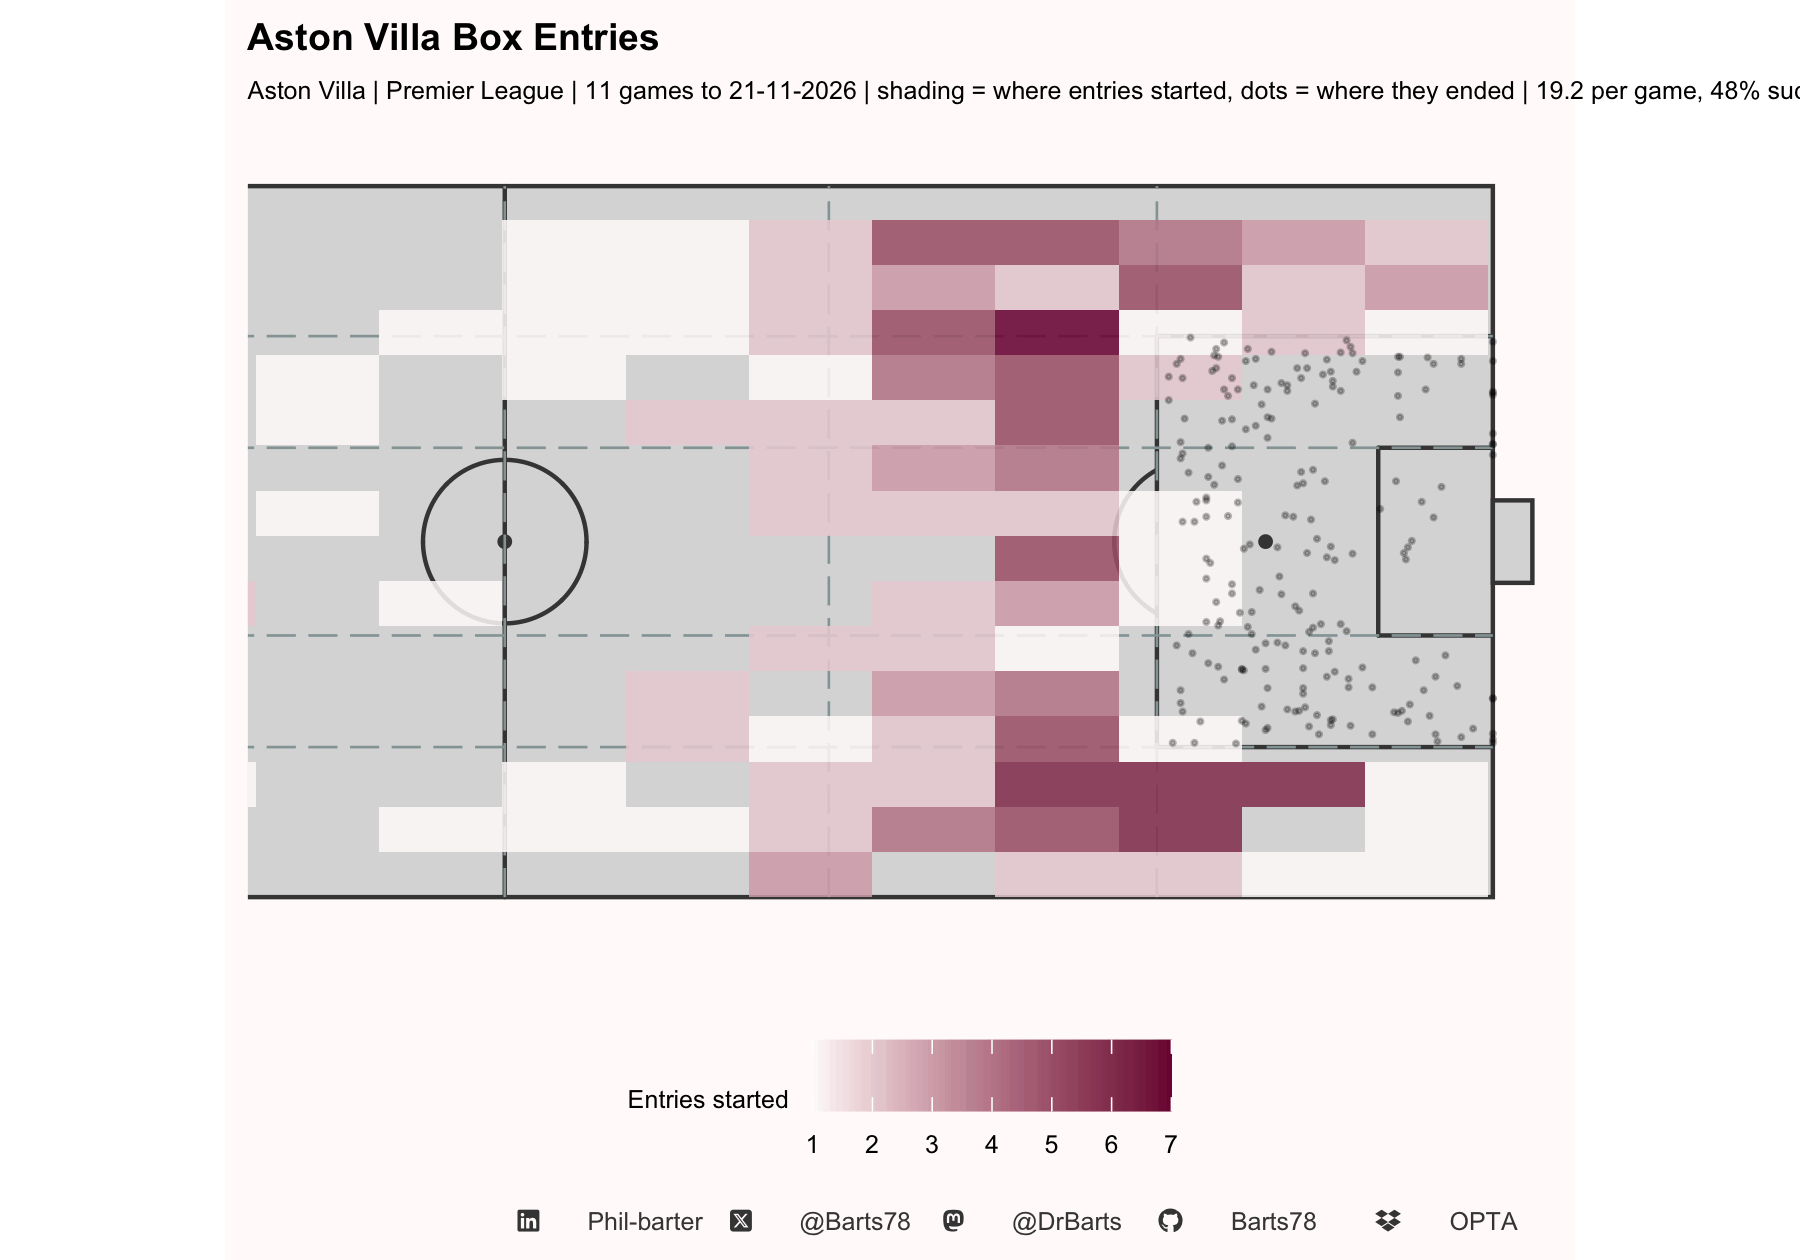 Aston Villa Box Entries
Aston Villa | Premier League | 11 games to 21-11-2026 | shading = where entries started, dots = where they ended | 19.2 per game, 48% suc
Entries started
1 2 3 4 5 6 7
Phil-barter @Barts78 @DrBarts Barts78 OPTA